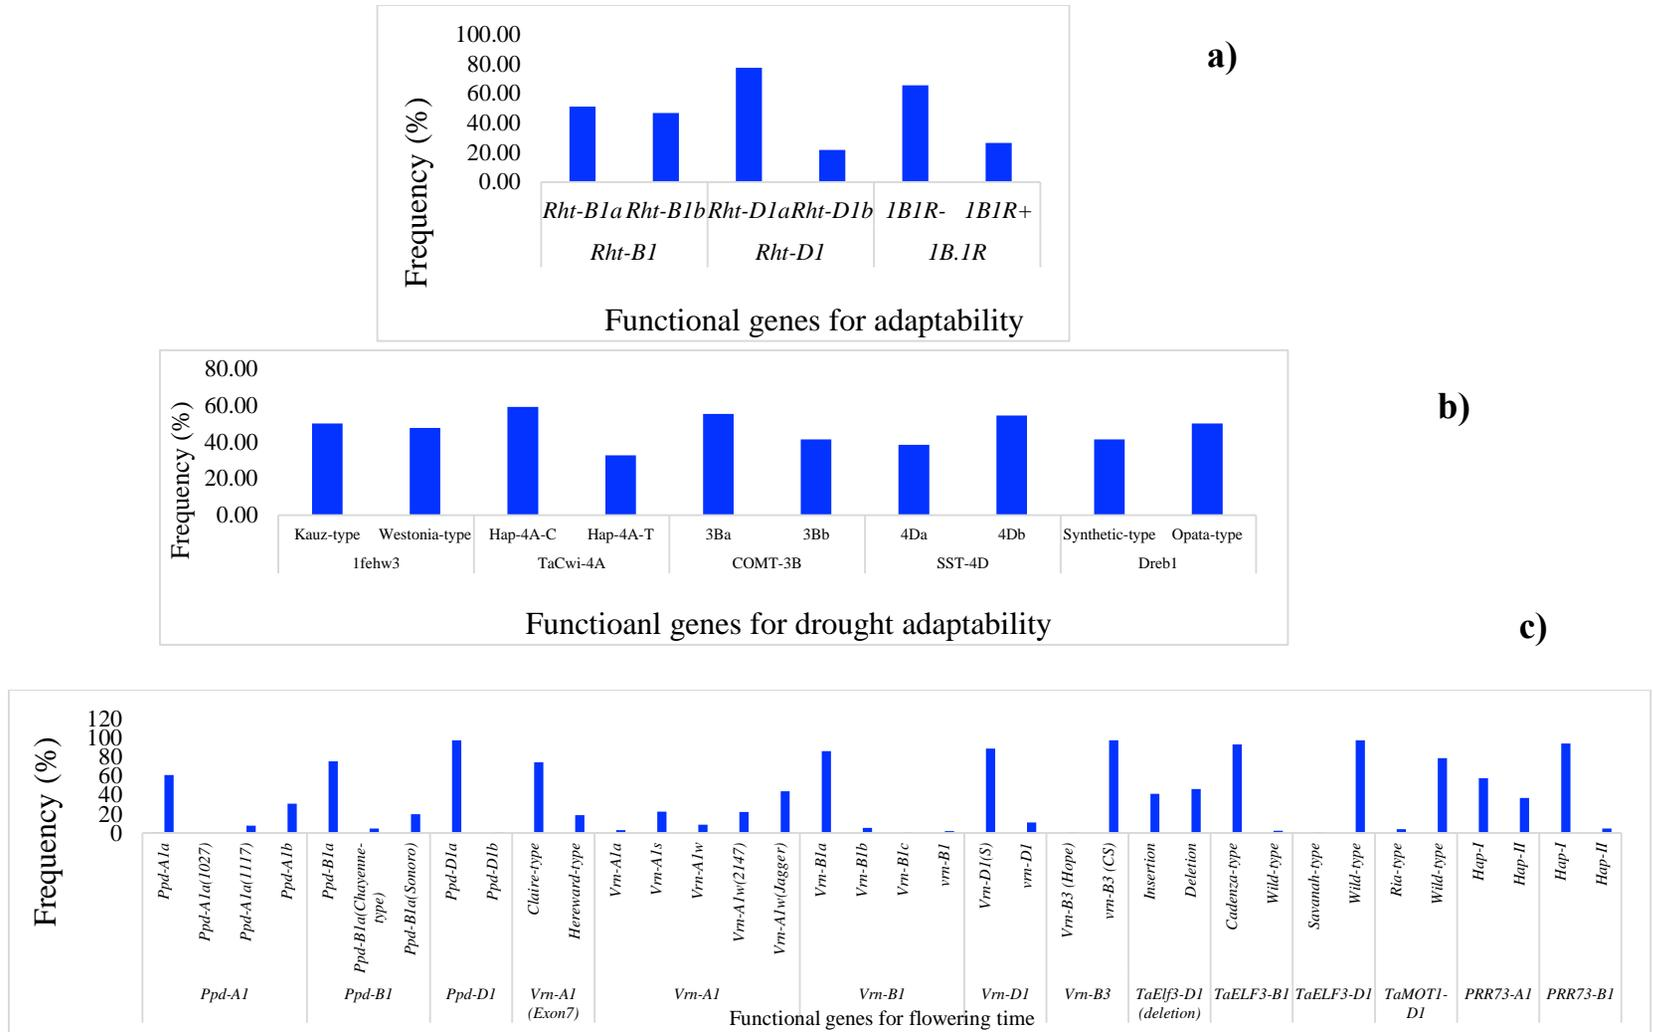 a)
Frequency (%)
100.00
80.00
60.00
40.00
20.00
0.00
Rht-B1a Rht-B1b Rht-D1a Rht-D1b 1B1R- 1B1R+
Rht-B1 Rht-D1 1B.1R
Functional genes for adaptability
b)
Frequency (%)
80.00
60.00
40.00
20.00
0.00
Kauz-type Westonia-type Hap-4A-C Hap-4A-T 3Ba 3Bb 4Da 4Db Synthetic-type Opata-type
1fehw3 TaCwi-4A COMT-3B SST-4D Dreb1
Functioanl genes for drought adaptability
c)
Frequency (%)
120
100
80
60
40
20
0
Ppd-A1a
Ppd-A1a(1027)
Ppd-A1a(1117)
Ppd-A1b
Ppd-B1a
Ppd-B1a(Chayenne-
type)
Ppd-B1a(Sonoro)
Ppd-D1a
Ppd-D1b
Claire-type
Hereward-type
Vrn-A1a
Vrn-A1s
Vrn-A1w
Vrn-A1w(2147)
Vrn-A1w(Jagger)
Vrn-B1a
Vrn-B1b
Vrn-B1c
vrn-B1
Vrn-D1(S)
vrn-D1
Vrn-B3 (Hope)
vrn-B3 (CS)
Insertion
Deletion
Cadenza-type
Wild-type
Savanah-type
Wild-type
Ria-type
Wild-type
Hap-I
Hap-II
Hap-I
Hap-II
Ppd-A1 Ppd-B1 Ppd-D1 Vrn-A1 Vrn-A1 Vrn-B1 Vrn-D1 Vrn-B3 TaElf3-D1 TaELF3-B1 TaELF3-D1 TaMOT1- PRR73-A1 PRR73-B1
(Exon7) (deletion) D1
Functional genes for flowering time